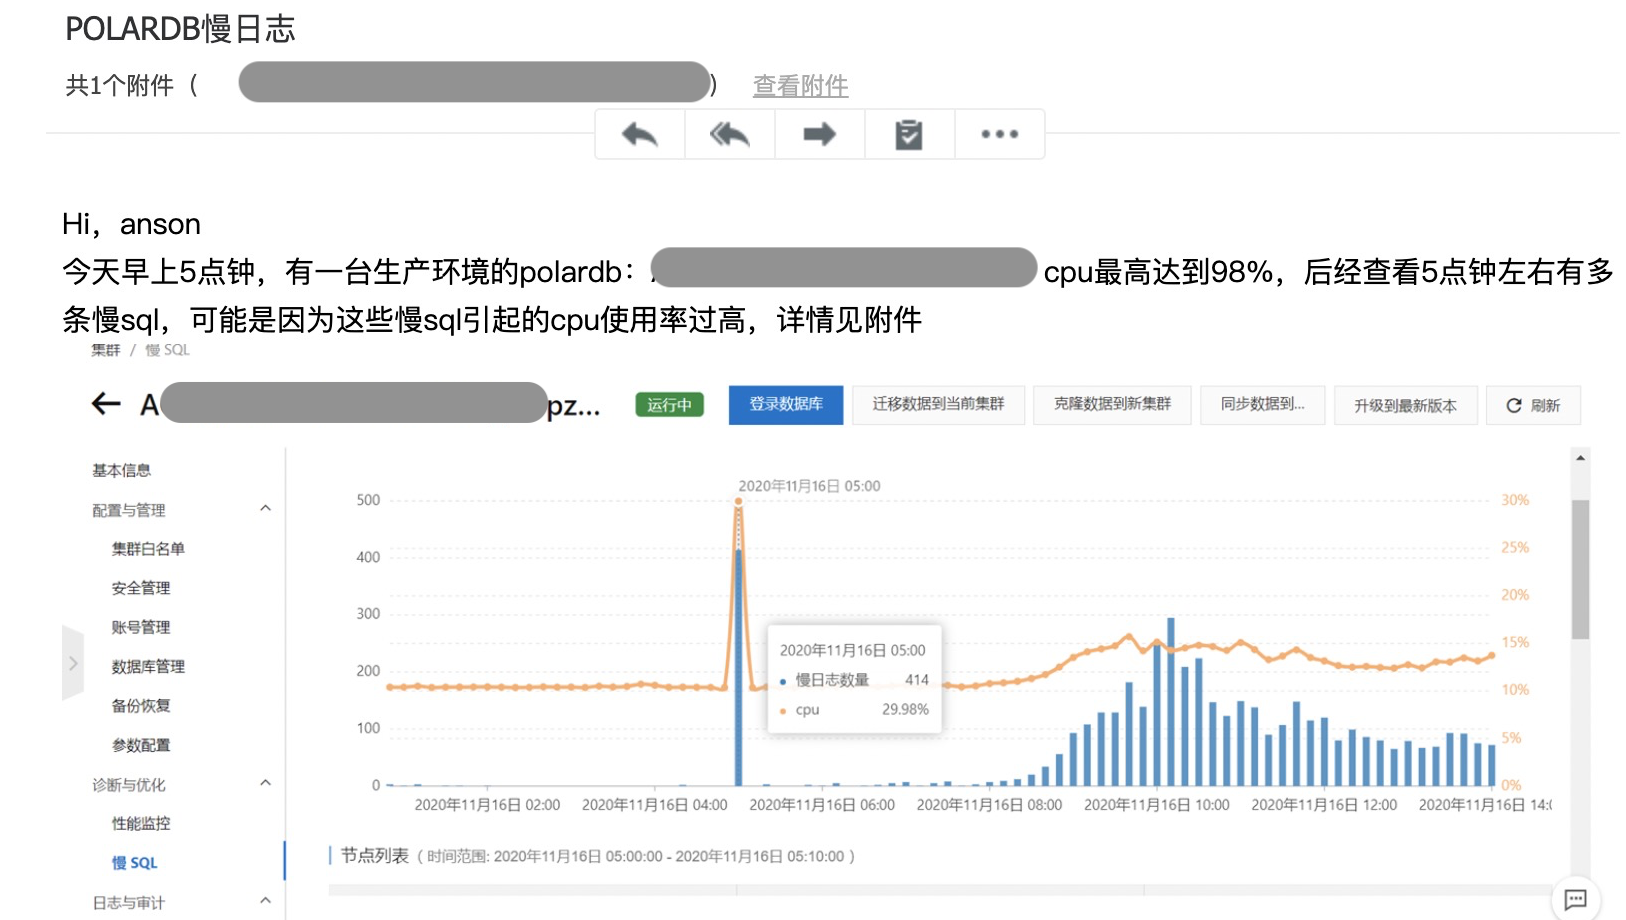 POLARDB慢日志
共1个附件（ ） 查看附件
Hi，anson
今天早上5点钟，有一台生产环境的polardb： cpu最高达到98%，后经查看5点钟左右有多
条慢sql，可能是因为这些慢sql引起的cpu使用率过高，详情见附件
集群 / 慢 SQL
A pz... 运行中 登录数据库 迁移数据到当前集群 克隆数据到新集群 同步数据到... 升级到最新版本 刷新
基本信息
配置与管理
集群白名单
安全管理
账号管理
数据库管理
备份恢复
参数配置
诊断与优化
性能监控
慢 SQL
日志与审计
2020年11月16日 05:00
500 30%
25%
400
20%
300
15%
200
10%
100
5%
0 0%
2020年11月16日 05:00
慢日志数量 414
cpu 29.98%
2020年11月16日 02:00 2020年11月16日 04:00 2020年11月16日 06:00 2020年11月16日 08:00 2020年11月16日 10:00 2020年11月16日 12:00 2020年11月16日 14:0
节点列表 ( 时间范围: 2020年11月16日 05:00:00 - 2020年11月16日 05:10:00 )